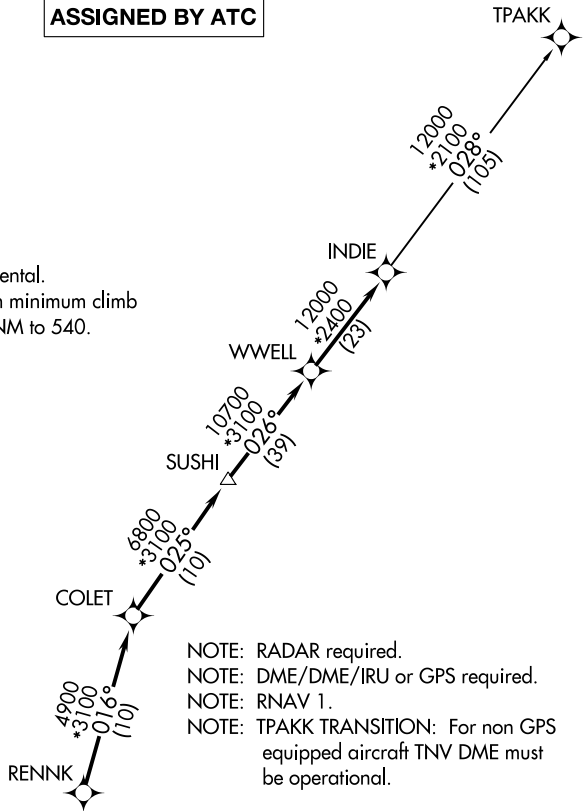 ASSIGNED BY ATC
TPAKK
12000
*2100
028°
(105)
INDIE
ental.
minimum climb
NM to 540.
12000
*2400
(23)
WWELL
10700
*3100
026°
(39)
SUSHI
6800
*3100
025°
(10)
COLET
NOTE: RADAR required.
NOTE: DME/DME/IRU or GPS required.
NOTE: RNAV 1.
NOTE: TPAKK TRANSITION: For non GPS
equipped aircraft TNV DME must
be operational.
4900
*3100
016°
(10)
RENNK